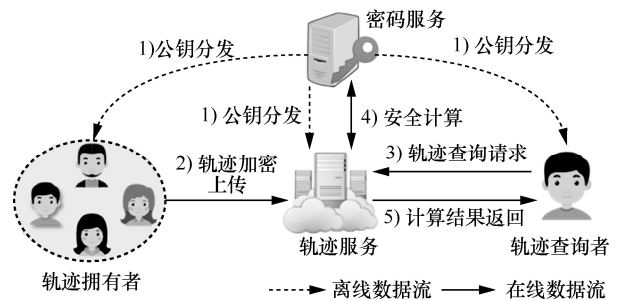 密码服务
1)公钥分发
1) 公钥分发
1) 公钥分发
4) 安全计算
2) 轨迹加密
上传
3) 轨迹查询请求
5) 计算结果返回
轨迹服务
轨迹查询者
轨迹拥有者
离线数据流
在线数据流